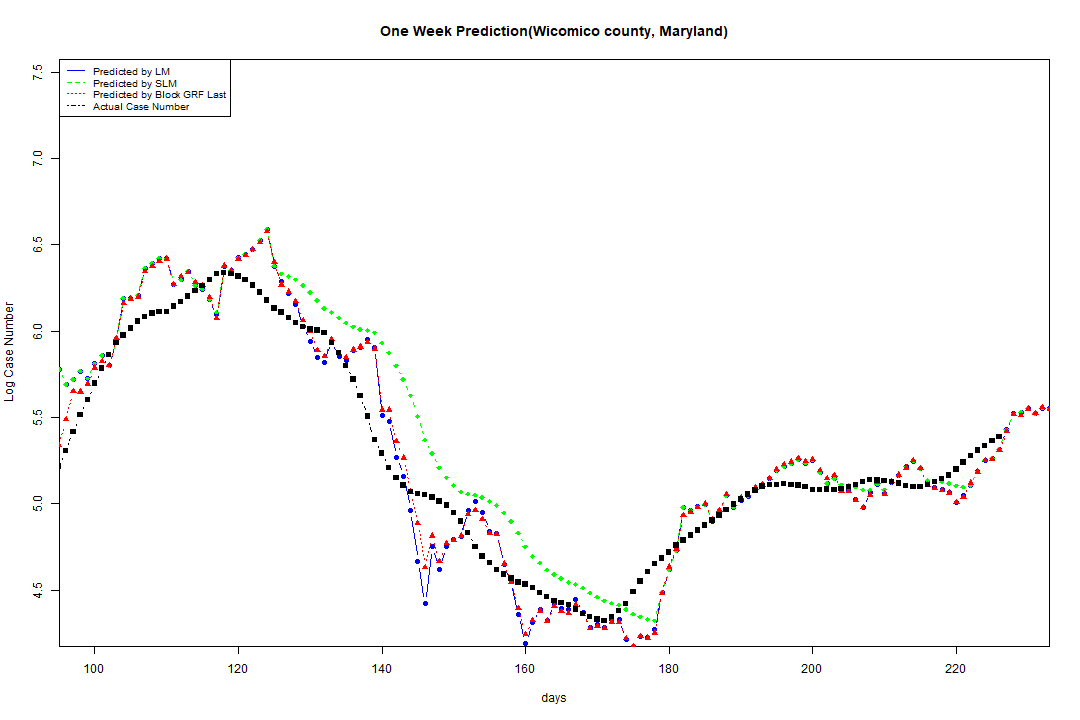 One Week Prediction(Wicomico county, Maryland)
Predicted by LM
Predicted by SLM
Predicted by Block GRF Last
Actual Case Number
7.5
7.0
6.5
6.0
5.5
5.0
4.5
Log Case Number
100 120 140 160 180 200 220
days